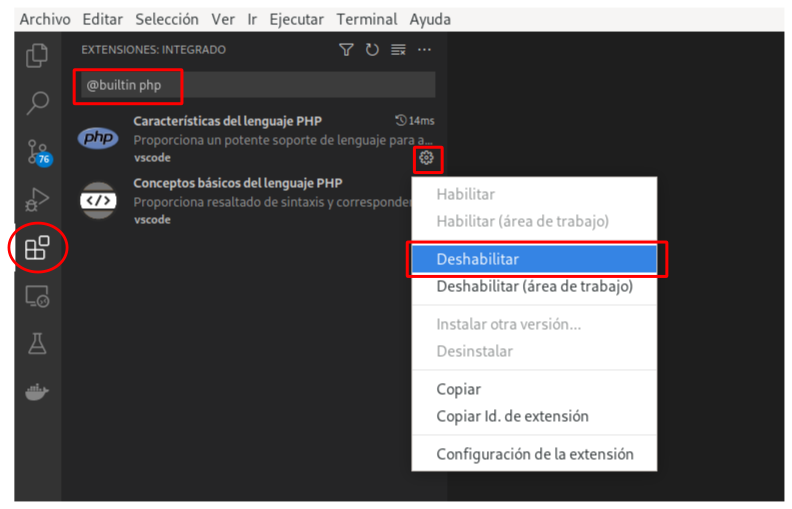 Archivo Editar Selección Ver Ir Ejecutar Terminal Ayuda
EXTENSIONES: INTEGRADO
@builtin php
php
Características del lenguaje PHP 14ms
Proporciona un potente soporte de lenguaje para a...
vscode
76
Conceptos básicos del lenguaje PHP
</>
Proporciona resaltado de sintaxis y
vscode
Habilitar
Habilitar (área de trabajo)
Deshabilitar
Deshabilitar (área de trabajo)
Instalar otra versión...
Desinstalar
Copiar
Copiar Id. de extensión
Configuración de la extensión